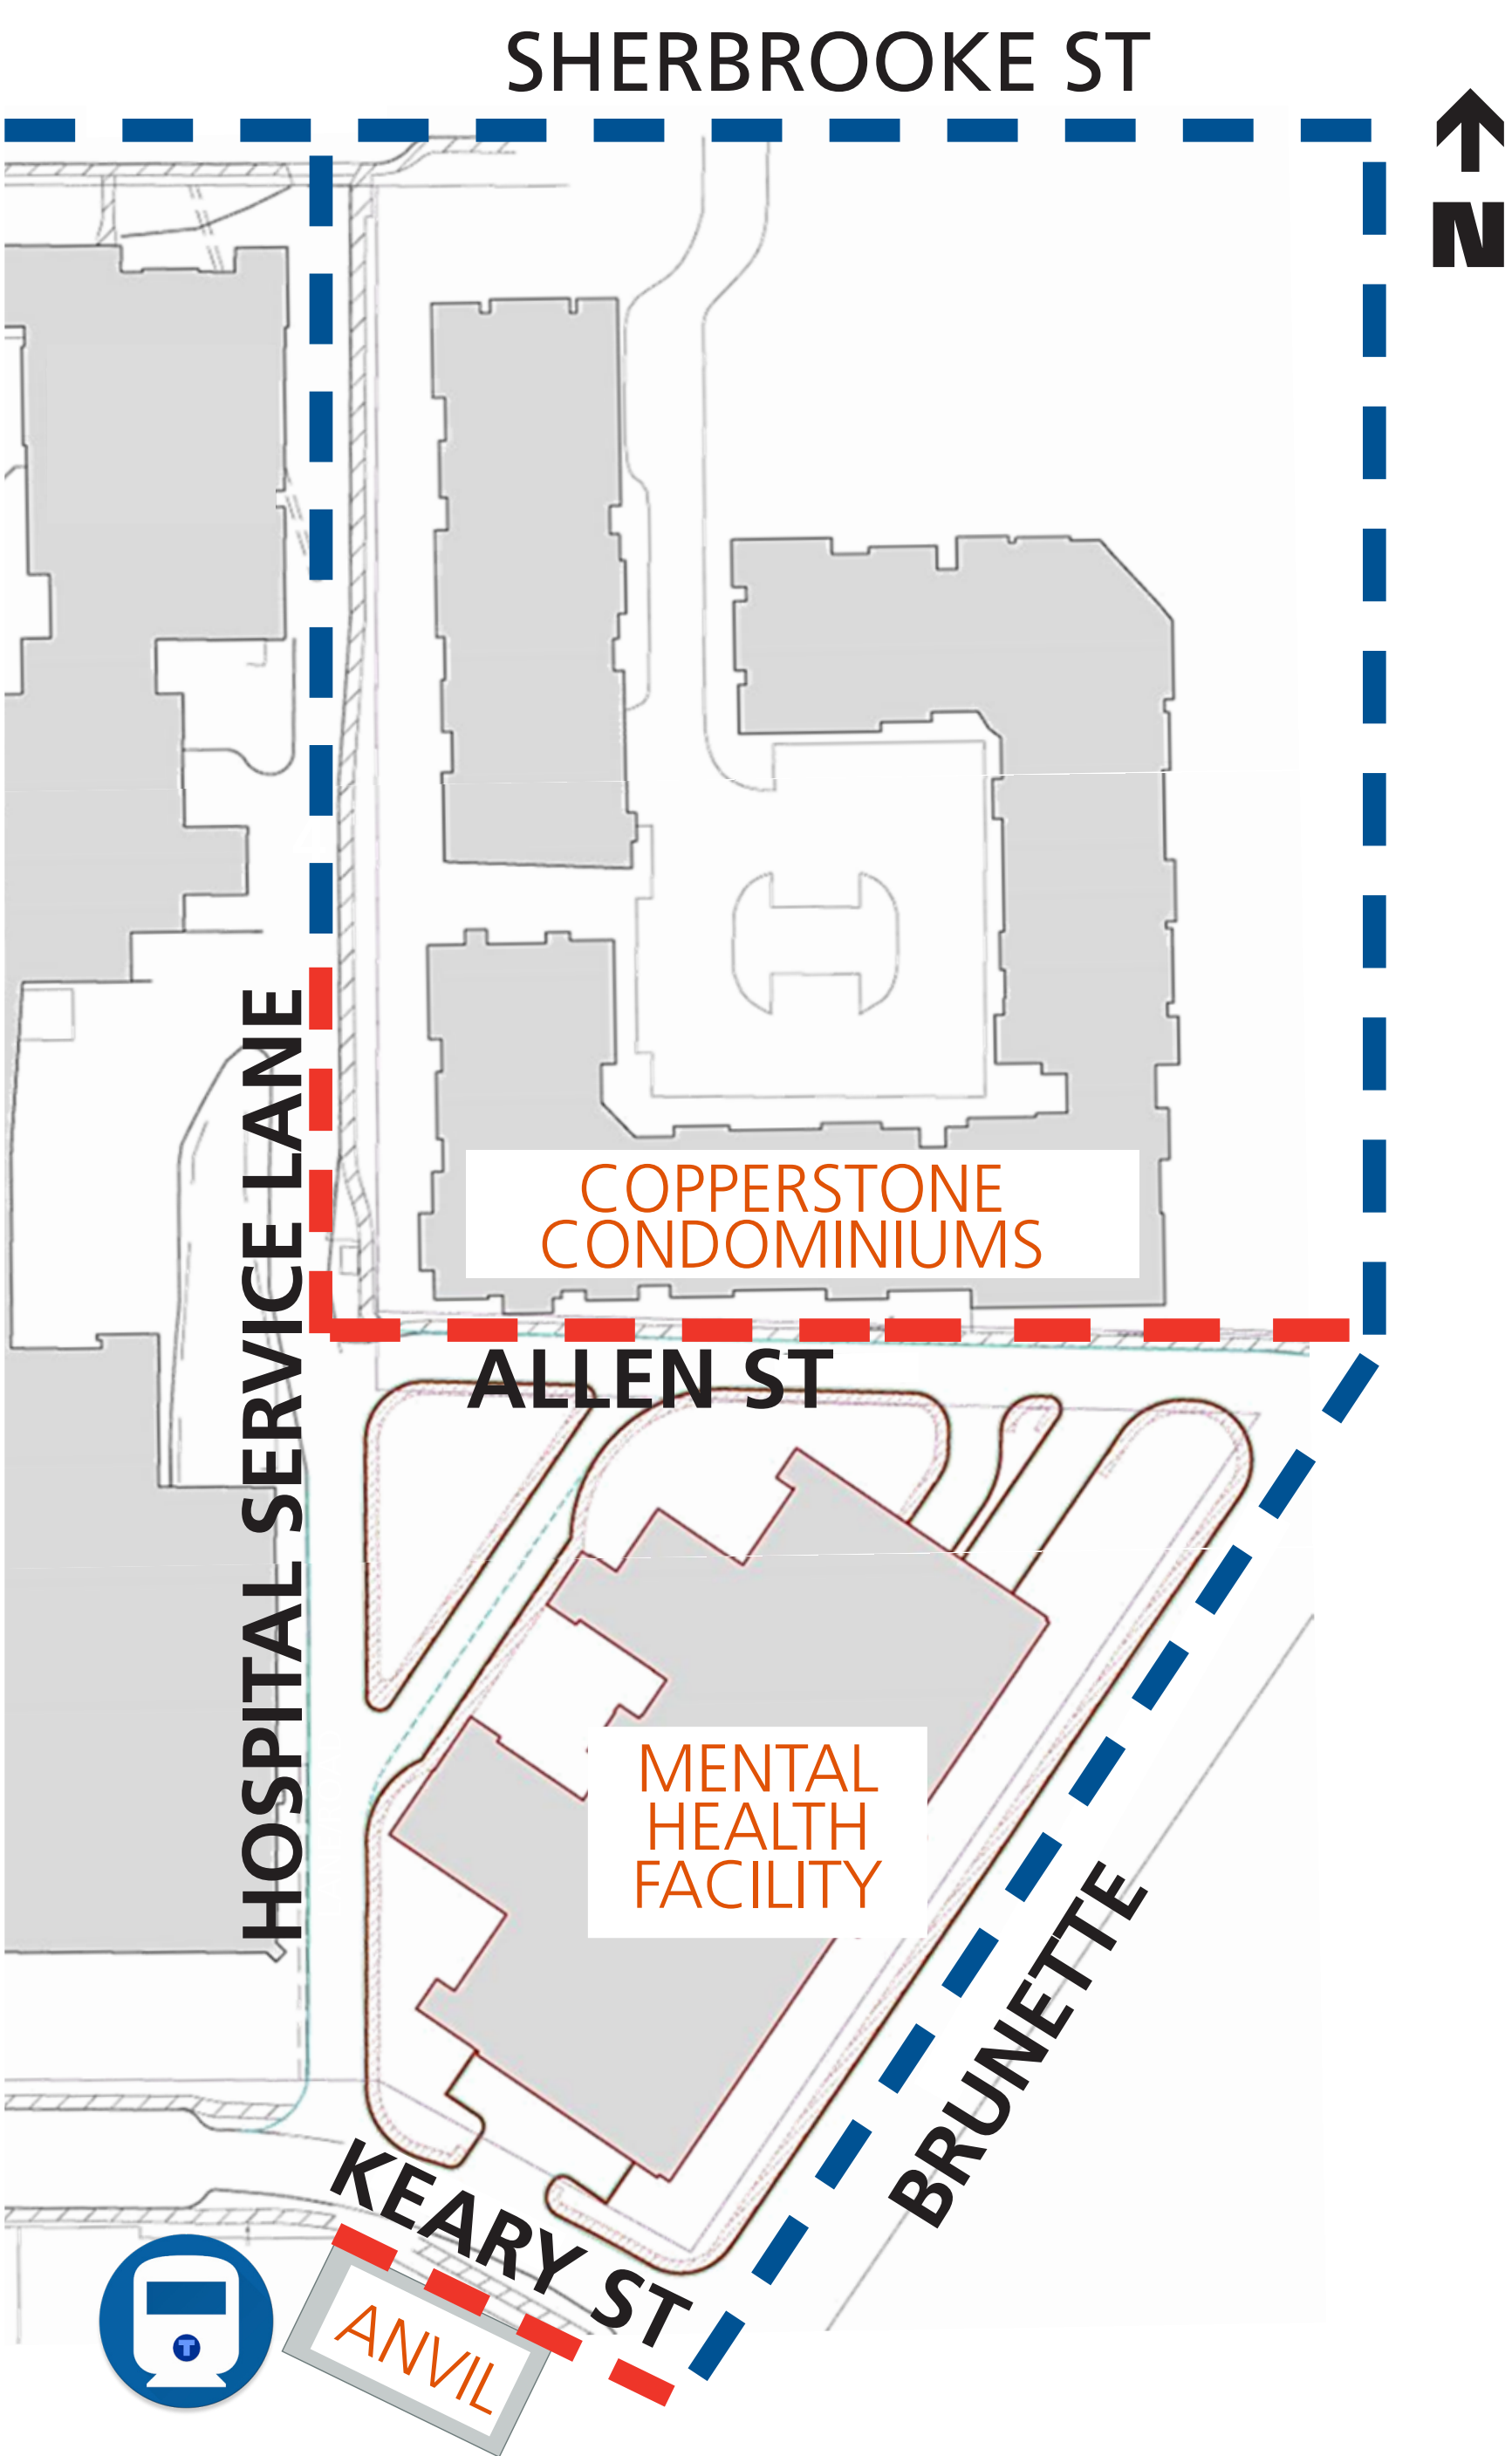 SHERBROOKE ST
N
HOSPITAL SERVICE LANE
COPPERSTONE
CONDOMINIUMS
ALLEN ST
MENTAL
HEALTH
FACILITY
BRUNETTE
KEARY ST
T
ANVIL